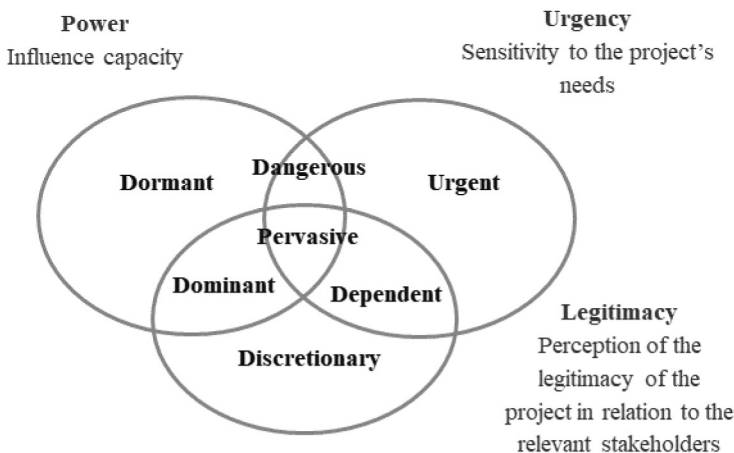 Power
Influence capacity
Urgency
Sensitivity to the project's
needs
Dormant
Dangerous
Urgent
Pervasive
Dominant
Dependent
Discretionary
Legitimacy
Perception of the
legitimacy of the
project in relation to the
relevant stakeholders